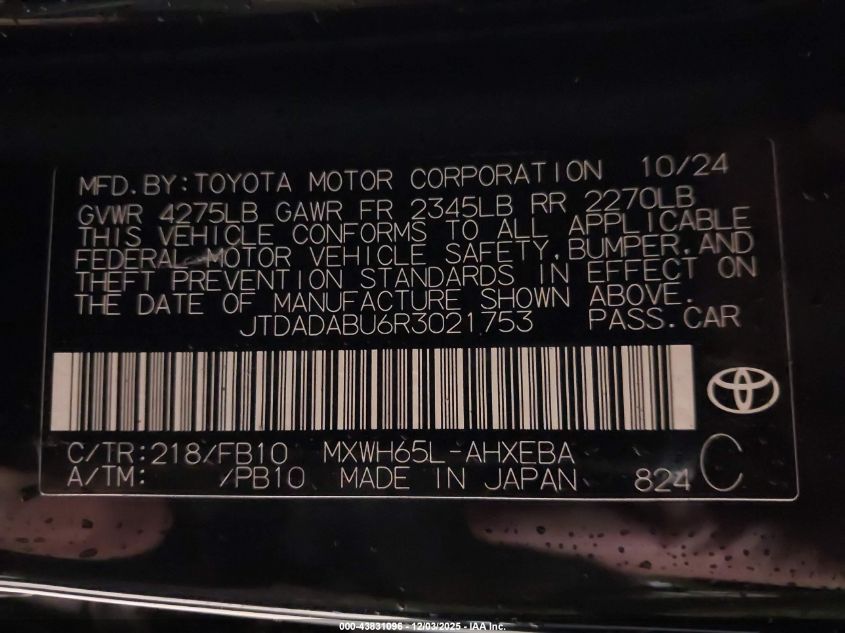 MFD.BY:TOYOTA MOTOR CORPORATION 10/24
GVWR 4275LB GAWR FR 2345LB RR 2270LB
THIS VEHICLE CONFORMS TO ALL APPLICABLE
FEDERAL MOTOR VEHICLE SAFETY,BUMPER,AND
THEFT PREVENTION STANDARDS IN EFFECT ON
THE DATE OF MANUFACTURE SHOWN ABOVE.
JTDADABU6R3021753 PASS.CAR
C/TR:218/FB10 MXWH65L-AHXEBA C
A/TM: /PB10 MADE IN JAPAN 824
000-43831096 - 12/03/2025 - IAA Inc.